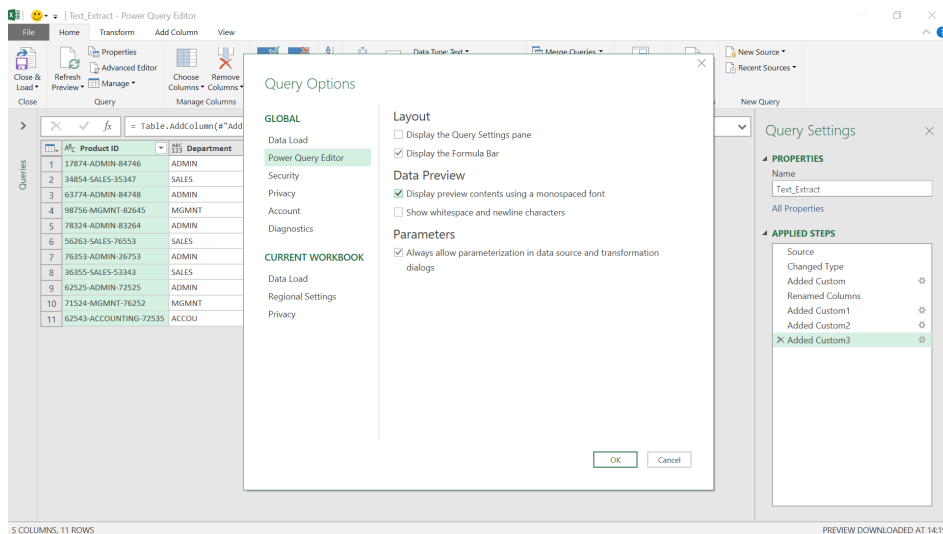 Text_Extract - Power Query Editor
File Home Transform Add Column View
Close & Load
Close
Refresh Preview
Properties
Advanced Editor
Manage
Query
Choose Columns
Remove Columns
Manage Columns
Data Type: Text
Merge Queries
New Source
Recent Sources
New Query
fx = Table.AddColumn(#"Add
Queries
ABC Product ID ABC 123 Department
1 17874-ADMIN-84746 ADMIN
2 34854-SALES-35347 SALES
3 63774-ADMIN-84748 ADMIN
4 98756-MGMNT-82645 MGMNT
5 78324-ADMIN-83264 ADMIN
6 56263-SALES-76553 SALES
7 76353-ADMIN-26753 ADMIN
8 36355-SALES-53343 SALES
9 62525-ADMIN-72525 ADMIN
10 71524-MGMNT-76252 MGMNT
11 62543-ACCOUNTING-72535 ACCOU
Query Options
GLOBAL
Data Load
Power Query Editor
Security
Privacy
Account
Diagnostics
CURRENT WORKBOOK
Data Load
Regional Settings
Privacy
Layout
Display the Query Settings pane
Display the Formula Bar
Data Preview
Display preview contents using a monospaced font
Show whitespace and newline characters
Parameters
Always allow parameterization in data source and transformation
dialogs
OK Cancel
Query Settings
PROPERTIES
Name
Text_Extract
All Properties
APPLIED STEPS
Source
Changed Type
Added Custom
Renamed Columns
Added Custom1
Added Custom2
Added Custom3
5 COLUMNS, 11 ROWS
PREVIEW DOWNLOADED AT 14:1